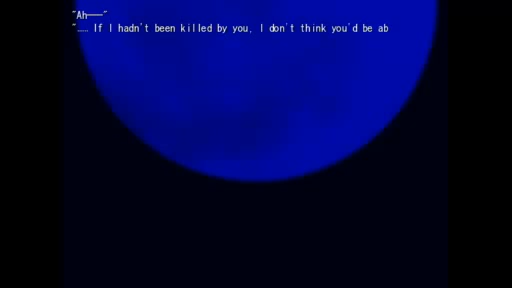 "Ah―――"
"…… If I hadn't been killed by you, I don't think you'd be ab